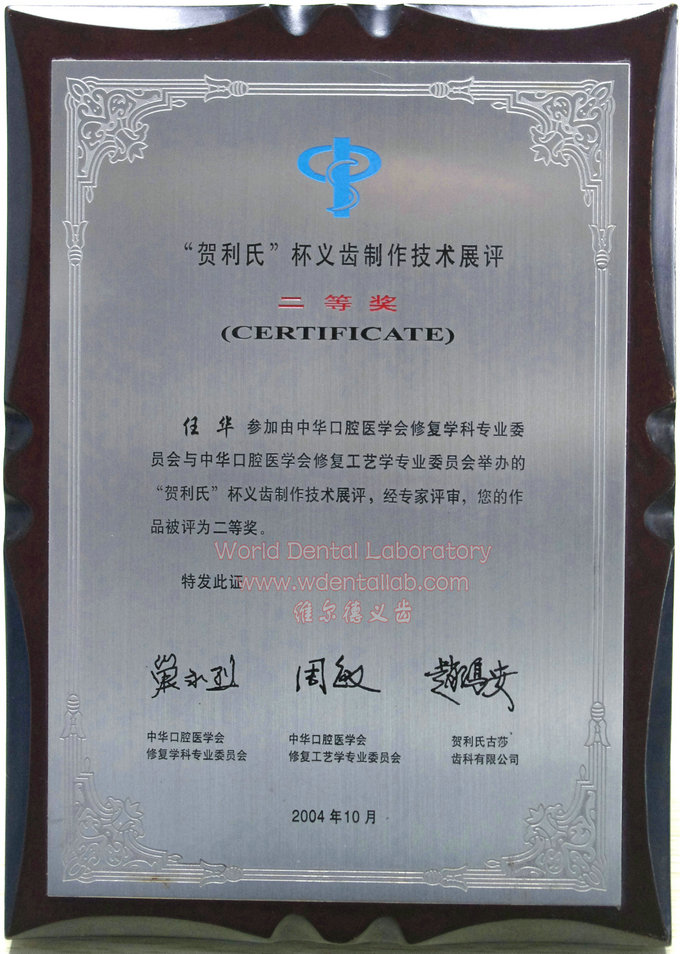 “贺利氏”杯义齿制作技术展评
二等奖
(CERTIFICATE)
任华 参加由中华口腔医学会修复学科专业委
员会与中华口腔医学会修复工艺学专业委员会举办的
“贺利氏”杯义齿制作技术展评，经专家评审，您的作
品被评为二等奖。
World Dental Laboratory
特发此证
www.wdentallab.com
维尔德义齿
巢永烈 周敏 赵鸿安
中华口腔医学会 中华口腔医学会 贺利氏古莎
修复学科专业委员会 修复工艺学专业委员会 齿科有限公司
2004年10月